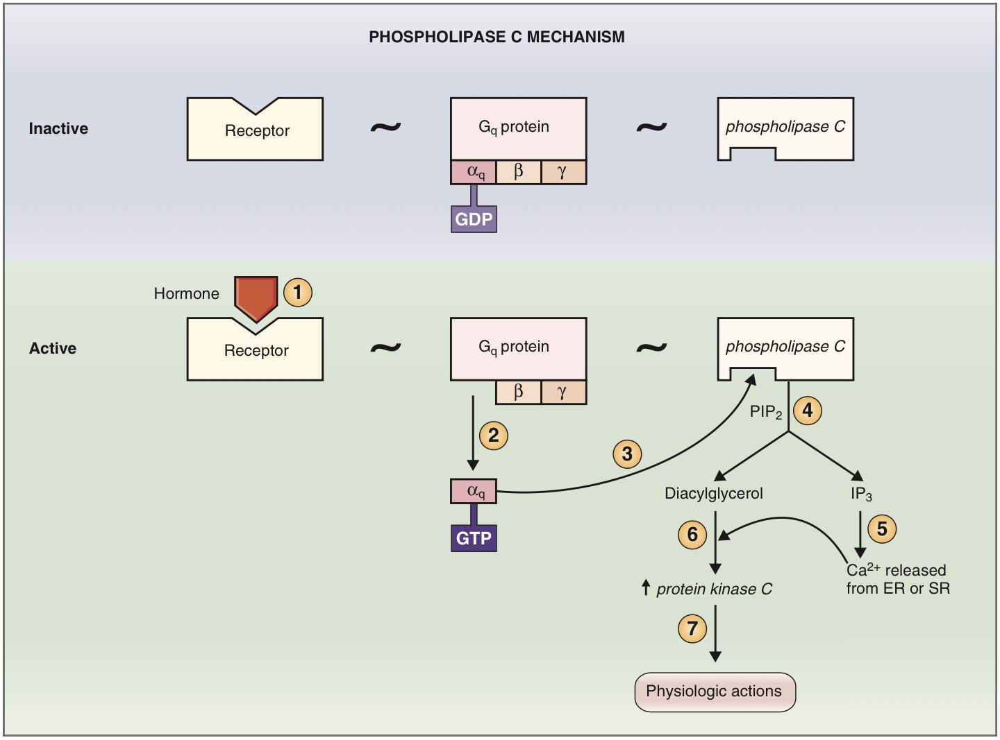 PHOSPHOLIPASE C MECHANISM
Inactive
Receptor
~
Gq protein
~
phospholipase C
αq β γ
GDP
Hormone
1
Active
Receptor
~
Gq protein
~
phospholipase C
β γ
2
3
PIP₂
4
αq
GTP
Diacylglycerol
IP₃
6
5
Ca²⁺ released
from ER or SR
protein kinase C
7
Physiologic actions